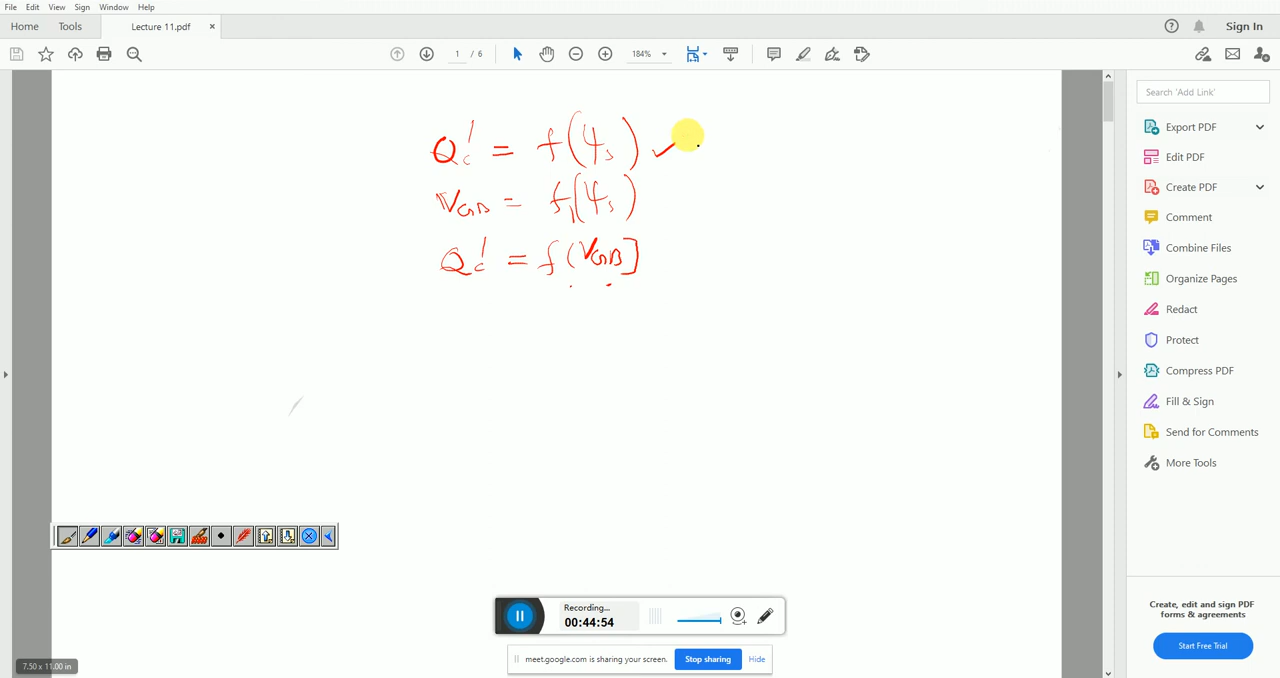 File Edit View Sign Window Help
Home Tools Lecture 11.pdf × Sign In
1 / 6 184%
Search 'Add Link'
Export PDF
Edit PDF
Create PDF
Comment
Combine Files
Organize Pages
Redact
Protect
Compress PDF
Fill & Sign
Send for Comments
More Tools
Q'c = f(ψs) ✓
VGB = f1(ψs)
Q'c = f(VGB]
Recording...
00:44:54
meet.google.com is sharing your screen. Stop sharing Hide
Create, edit and sign PDF
forms & agreements
Start Free Trial
7.50 x 11.00 in